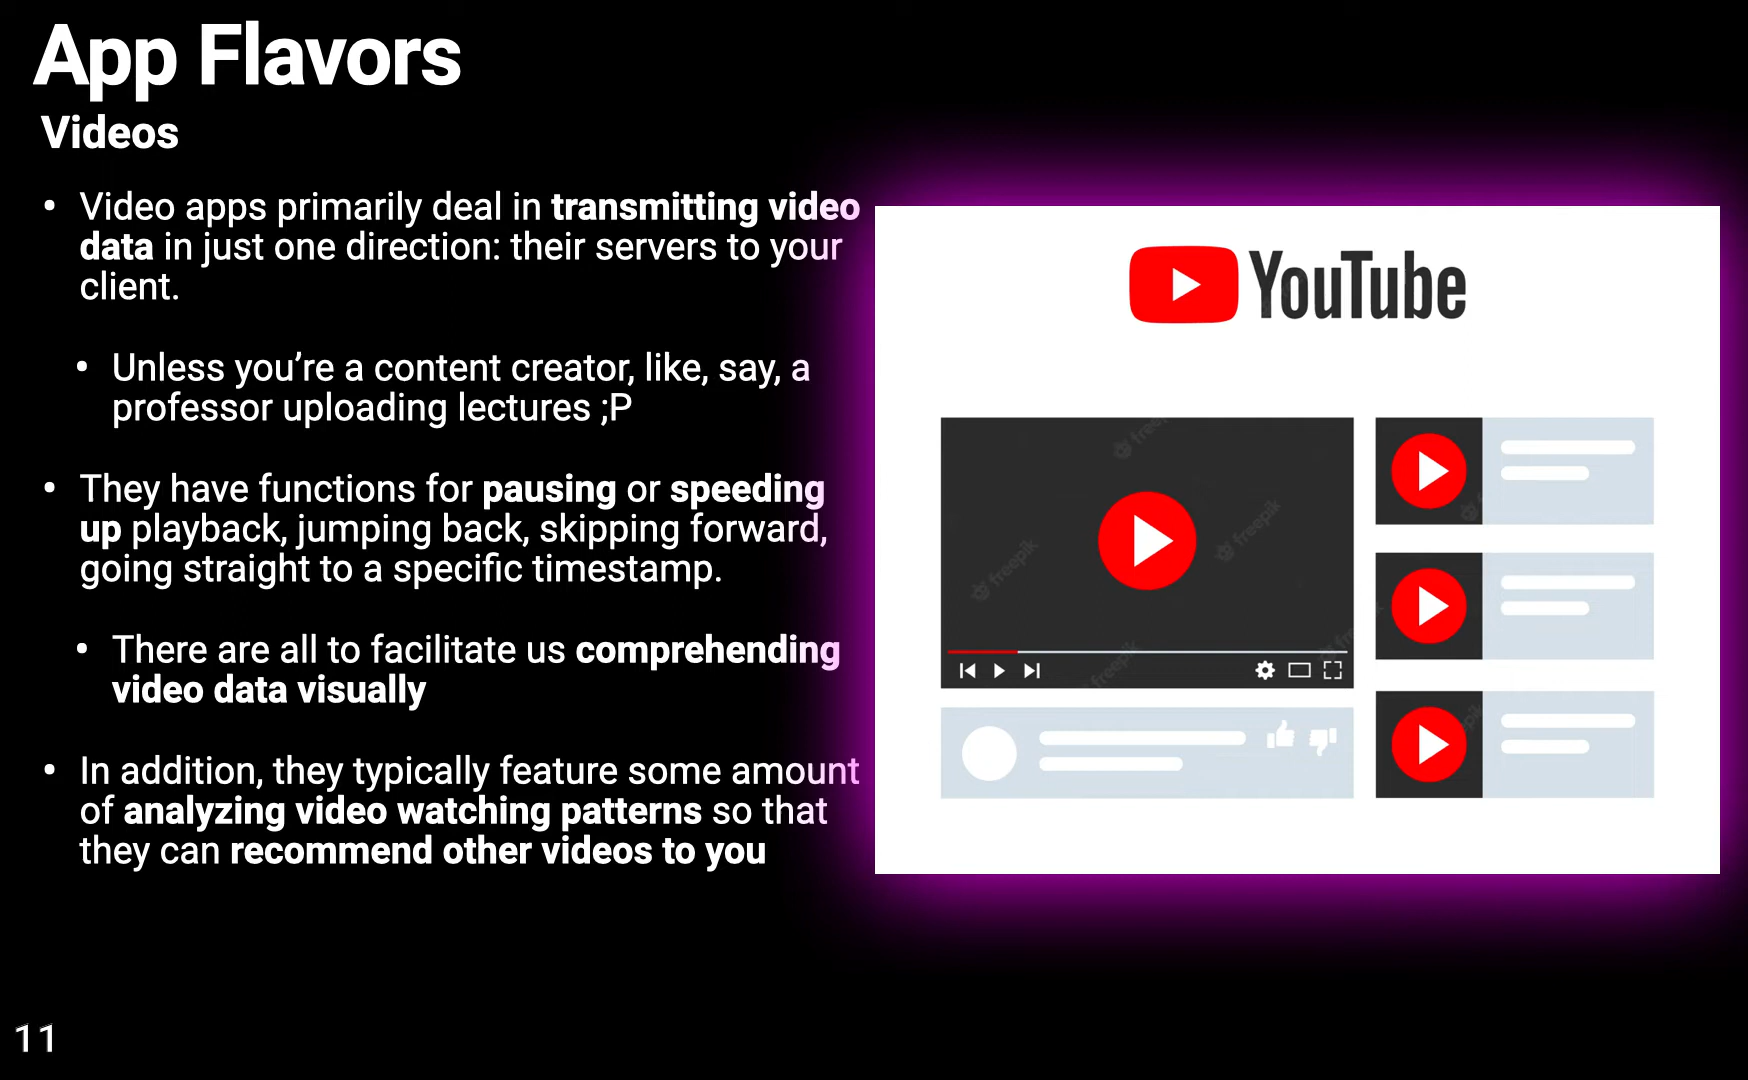 App Flavors
Videos
• Video apps primarily deal in transmitting video
data in just one direction: their servers to your
client.
• Unless you’re a content creator, like, say, a
professor uploading lectures ;P
• They have functions for pausing or speeding
up playback, jumping back, skipping forward,
going straight to a specific timestamp.
• There are all to facilitate us comprehending
video data visually
• In addition, they typically feature some amount
of analyzing video watching patterns so that
they can recommend other videos to you
YouTube
freepik
freepik
freepik
freepik
11